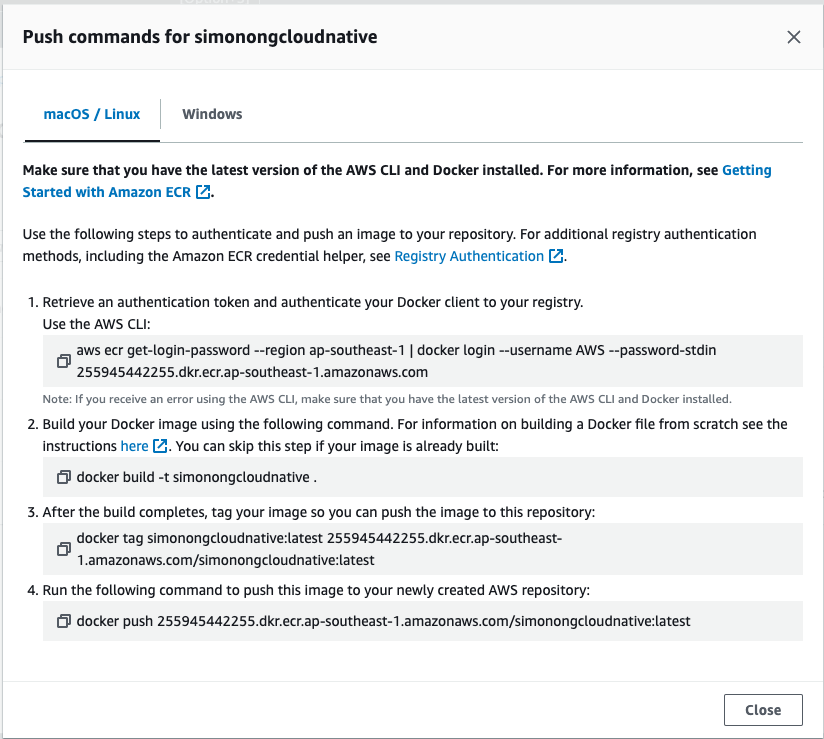 Push commands for simonongcloudnative
macOS / Linux
Windows
Make sure that you have the latest version of the AWS CLI and Docker installed. For more information, see Getting
Started with Amazon ECR.
Use the following steps to authenticate and push an image to your repository. For additional registry authentication
methods, including the Amazon ECR credential helper, see Registry Authentication.
1. Retrieve an authentication token and authenticate your Docker client to your registry.
Use the AWS CLI:
aws ecr get-login-password --region ap-southeast-1 | docker login --username AWS --password-stdin
255945442255.dkr.ecr.ap-southeast-1.amazonaws.com
Note: If you receive an error using the AWS CLI, make sure that you have the latest version of the AWS CLI and Docker installed.
2. Build your Docker image using the following command. For information on building a Docker file from scratch see the
instructions here. You can skip this step if your image is already built:
docker build -t simonongcloudnative .
3. After the build completes, tag your image so you can push the image to this repository:
docker tag simonongcloudnative:latest 255945442255.dkr.ecr.ap-southeast-
1.amazonaws.com/simonongcloudnative:latest
4. Run the following command to push this image to your newly created AWS repository:
docker push 255945442255.dkr.ecr.ap-southeast-1.amazonaws.com/simonongcloudnative:latest
Close